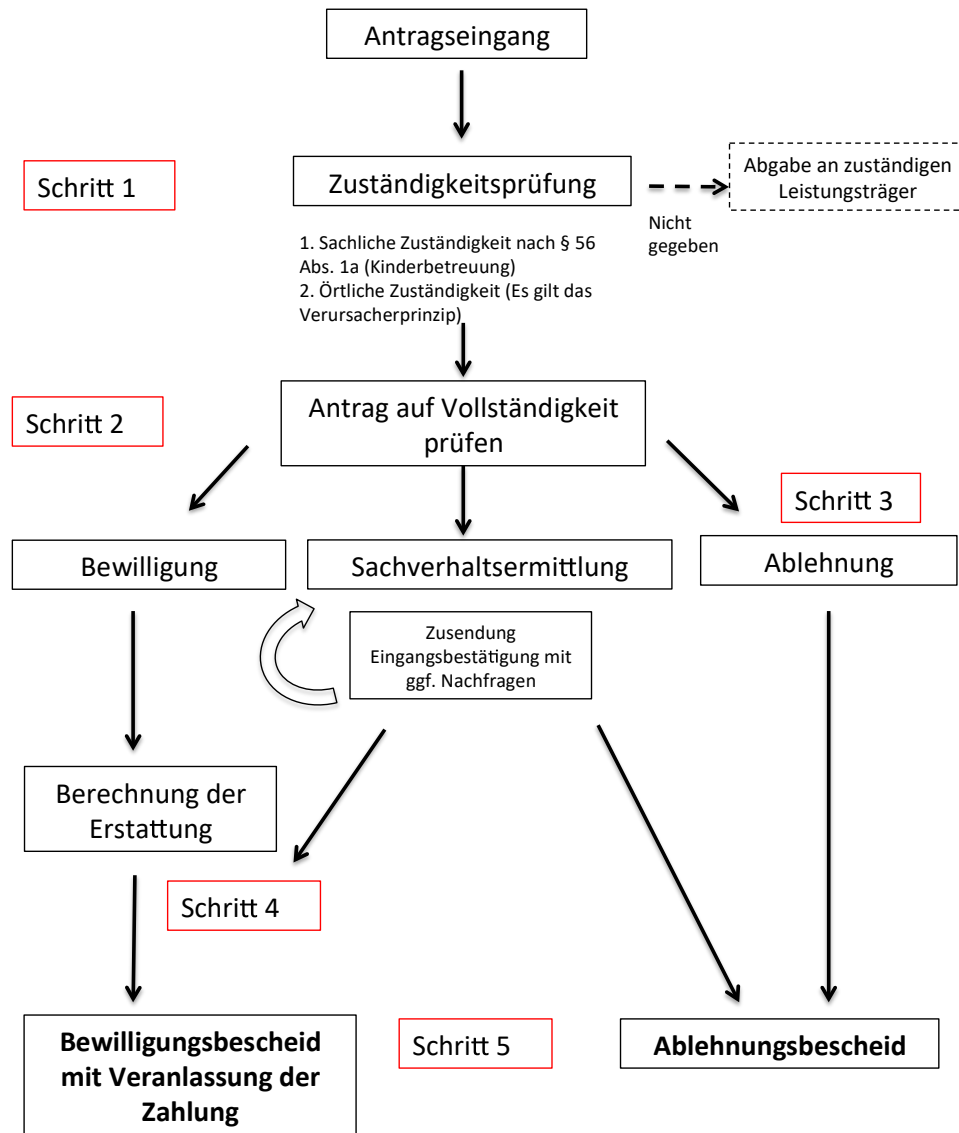 Antragseingang
Schritt 1
Zuständigkeitsprüfung
Abgabe an zuständigen
Leistungsträger
Nicht
gegeben
1. Sachliche Zuständigkeit nach § 56
Abs. 1a (Kinderbetreuung)
2. Örtliche Zuständigkeit (Es gilt das
Verursacherprinzip)
Schritt 2
Antrag auf Vollständigkeit
prüfen
Schritt 3
Bewilligung
Sachverhaltsermittlung
Ablehnung
Zusendung
Eingangsbestätigung mit
ggf. Nachfragen
Berechnung der
Erstattung
Schritt 4
Bewilligungsbescheid
mit Veranlassung der
Zahlung
Schritt 5
Ablehnungsbescheid